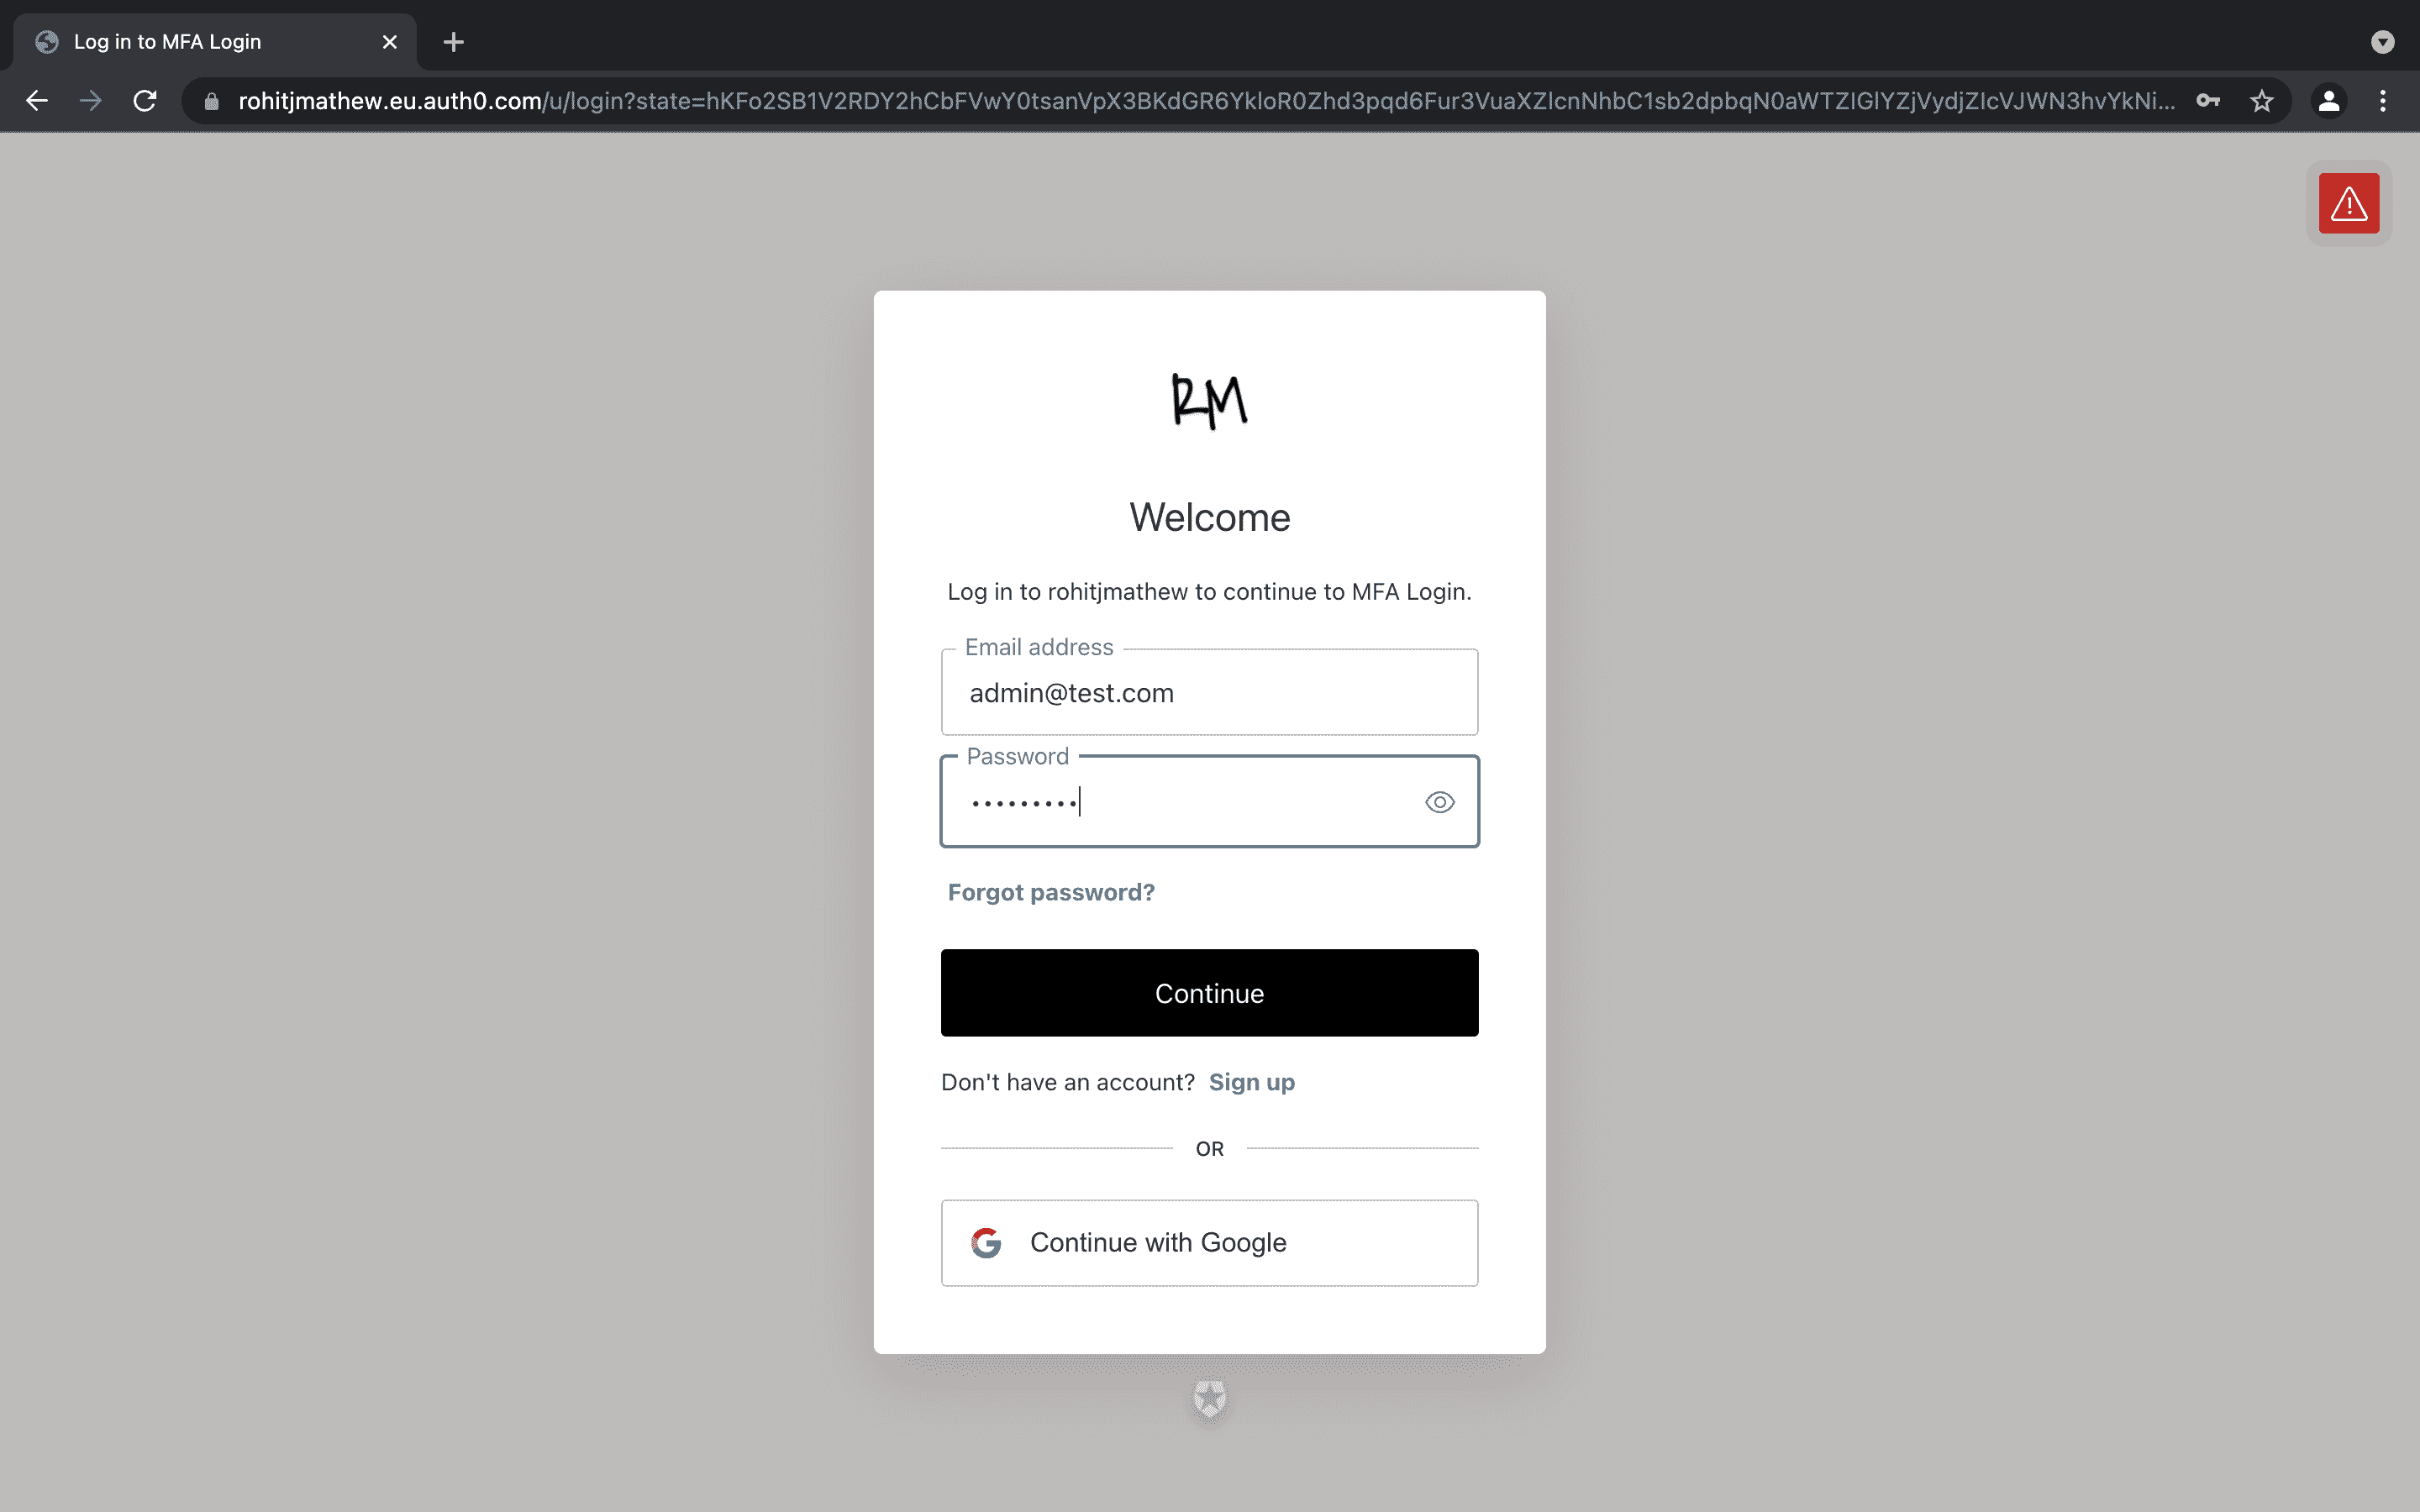 Log in to MFA Login
rohitjmathew.eu.auth0.com/u/login?state=hKFo2SB1V2RDY2hCbFVwY0tsanVpX3BKdGR6YkloR0Zhd3pqd6Fur3VuaXZlcnNhbC1sb2dpbqN0aWTZIGlYZjVydjZlcVJWN3hvYkNi...
RM
Welcome
Log in to rohitjmathew to continue to MFA Login.
Email address
admin@test.com
Password
•••••••••
Forgot password?
Continue
Don't have an account? Sign up
OR
Continue with Google